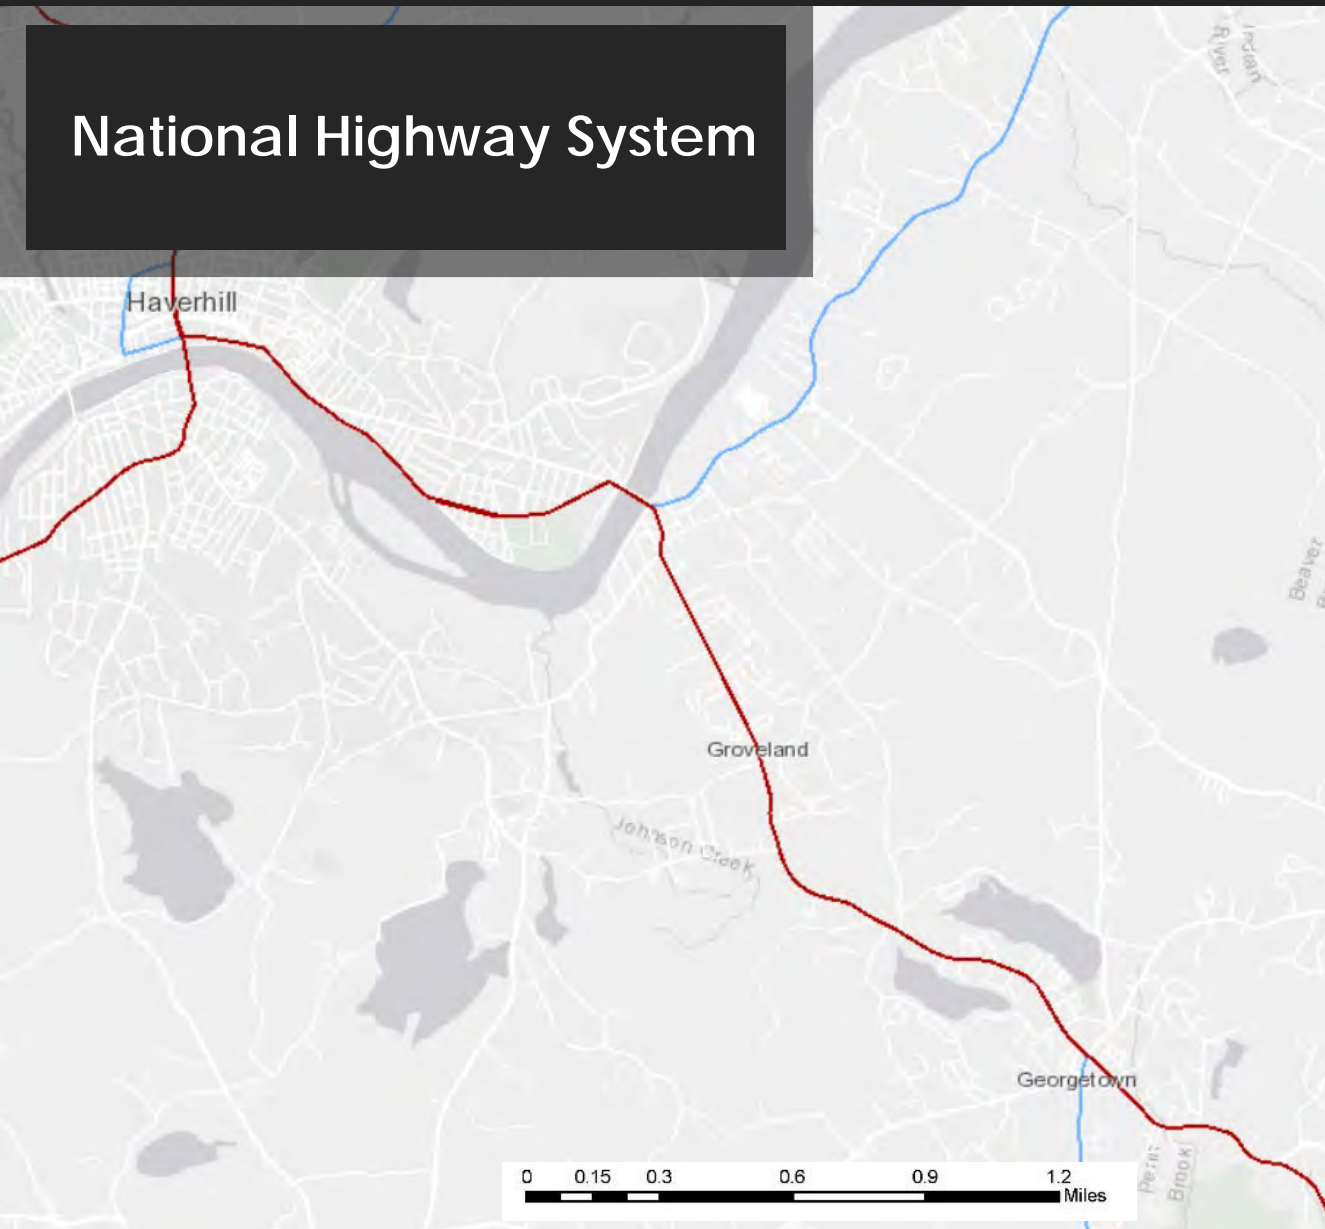 National Highway System
Indian
River
Haverhill
Beaver
Groveland
Johnson Creek
Georgetown
Penn
Brook
0 0.15 0.3 0.6 0.9 1.2
Miles